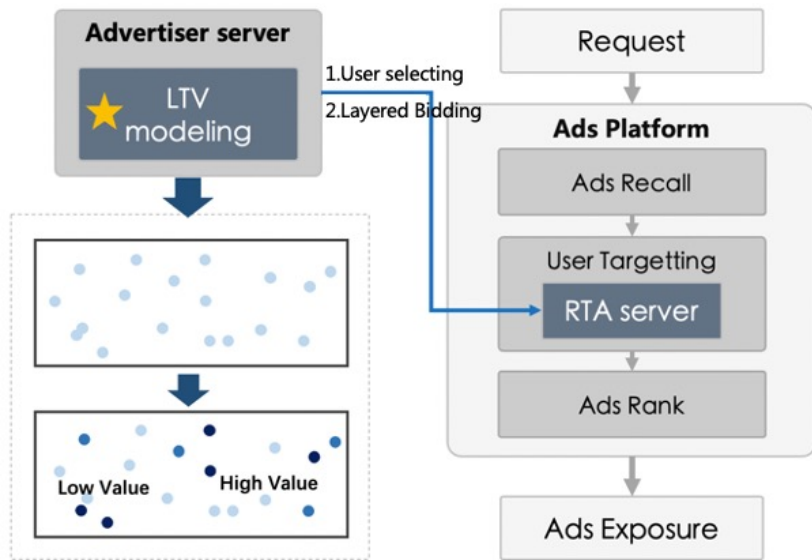 Advertiser server
LTV
modeling
1.User selecting
2.Layered Bidding
Low Value
High Value
Request
Ads Platform
Ads Recall
User Targetting
RTA server
Ads Rank
Ads Exposure